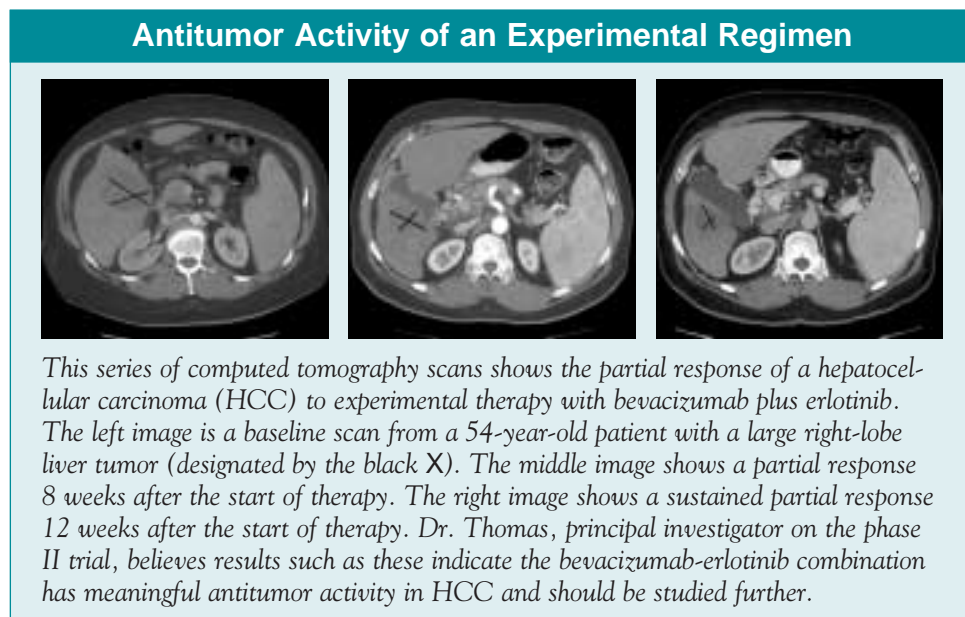 Antitumor Activity of an Experimental Regimen
This series of computed tomography scans shows the partial response of a hepatocel-
lular carcinoma (HCC) to experimental therapy with bevacizumab plus erlotinib.
The left image is a baseline scan from a 54-year-old patient with a large right-lobe
liver tumor (designated by the black X). The middle image shows a partial response
8 weeks after the start of therapy. The right image shows a sustained partial response
12 weeks after the start of therapy. Dr. Thomas, principal investigator on the phase
II trial, believes results such as these indicate the bevacizumab-erlotinib combination
has meaningful antitumor activity in HCC and should be studied further.